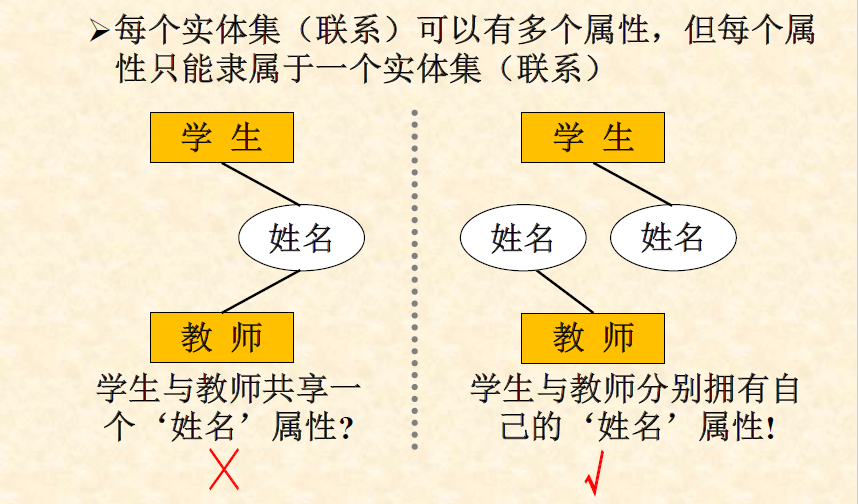 ➢每个实体集（联系）可以有多个属性，但每个属
性只能隶属于一个实体集（联系）
学 生
姓名
教 师
学生与教师共享一
个‘姓名’属性?
学 生
姓名
姓名
教 师
学生与教师分别拥有自
己的‘姓名’属性!